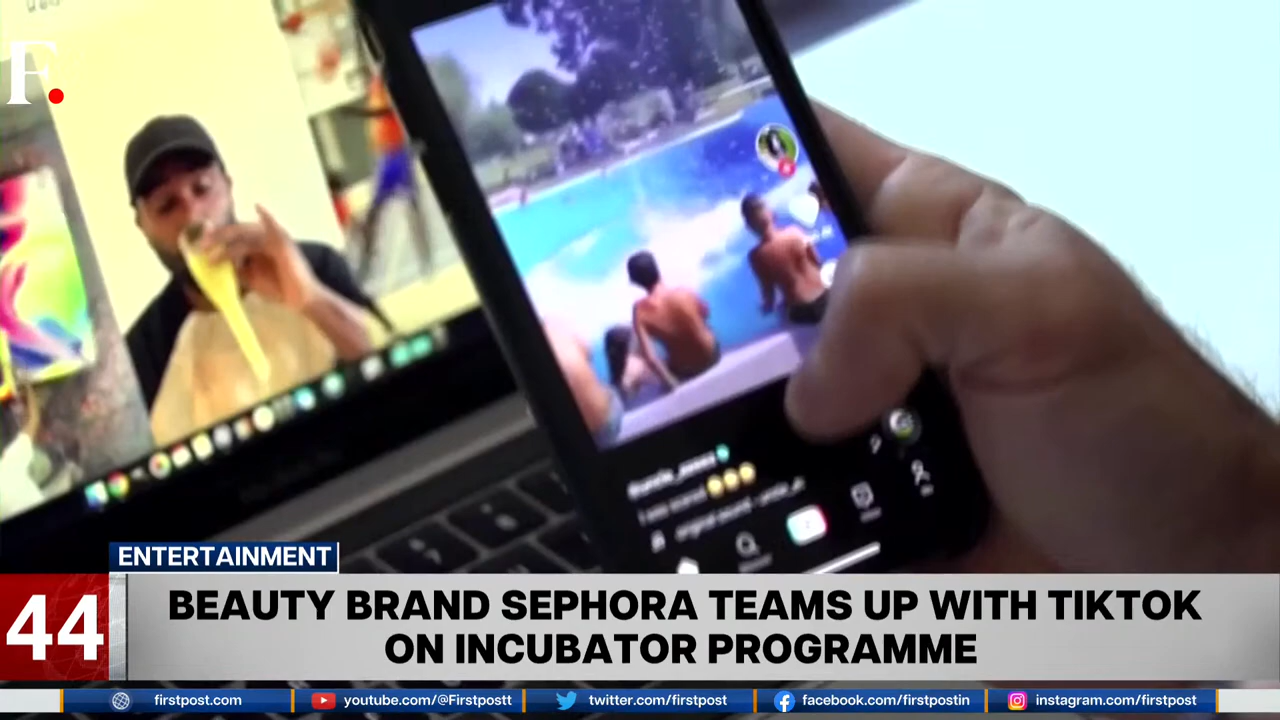 F.
ENTERTAINMENT
44
BEAUTY BRAND SEPHORA TEAMS UP WITH TIKTOK
ON INCUBATOR PROGRAMME
firstpost.com
youtube.com/@Firstpostt
twitter.com/firstpost
facebook.com/firstpostin
instagram.com/firstpost